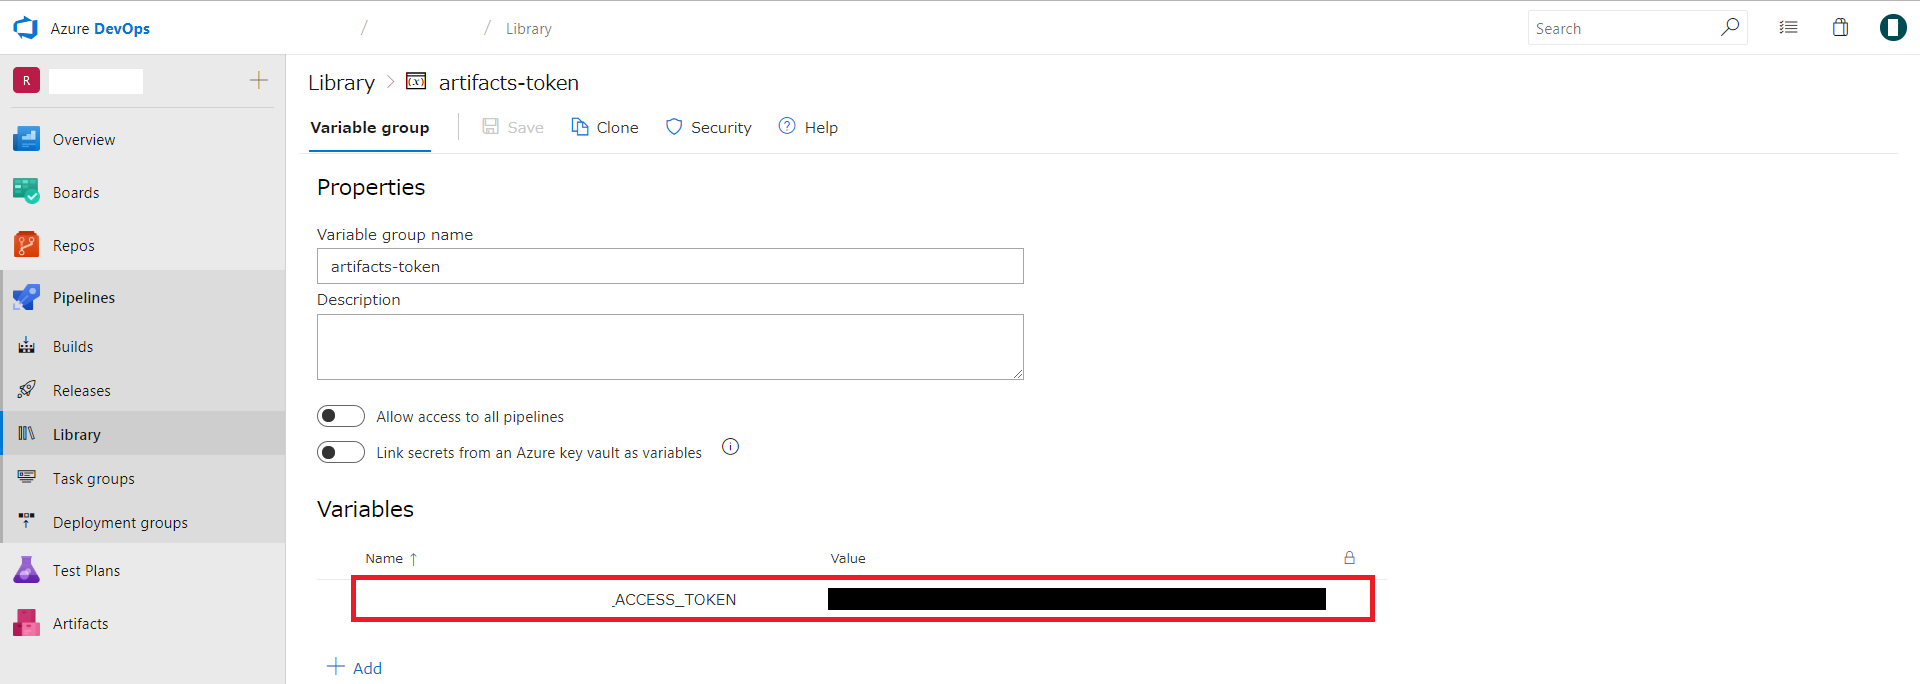 Azure DevOps / / Library Search
R
Library > (x) artifacts-token
Variable group Save Clone Security Help
Overview
Boards
Repos
Pipelines
Builds
Releases
Library
Task groups
Deployment groups
Test Plans
Artifacts
Properties
Variable group name
artifacts-token
Description
Allow access to all pipelines
Link secrets from an Azure key vault as variables
Variables
Name ↑ Value
_ACCESS_TOKEN
+ Add